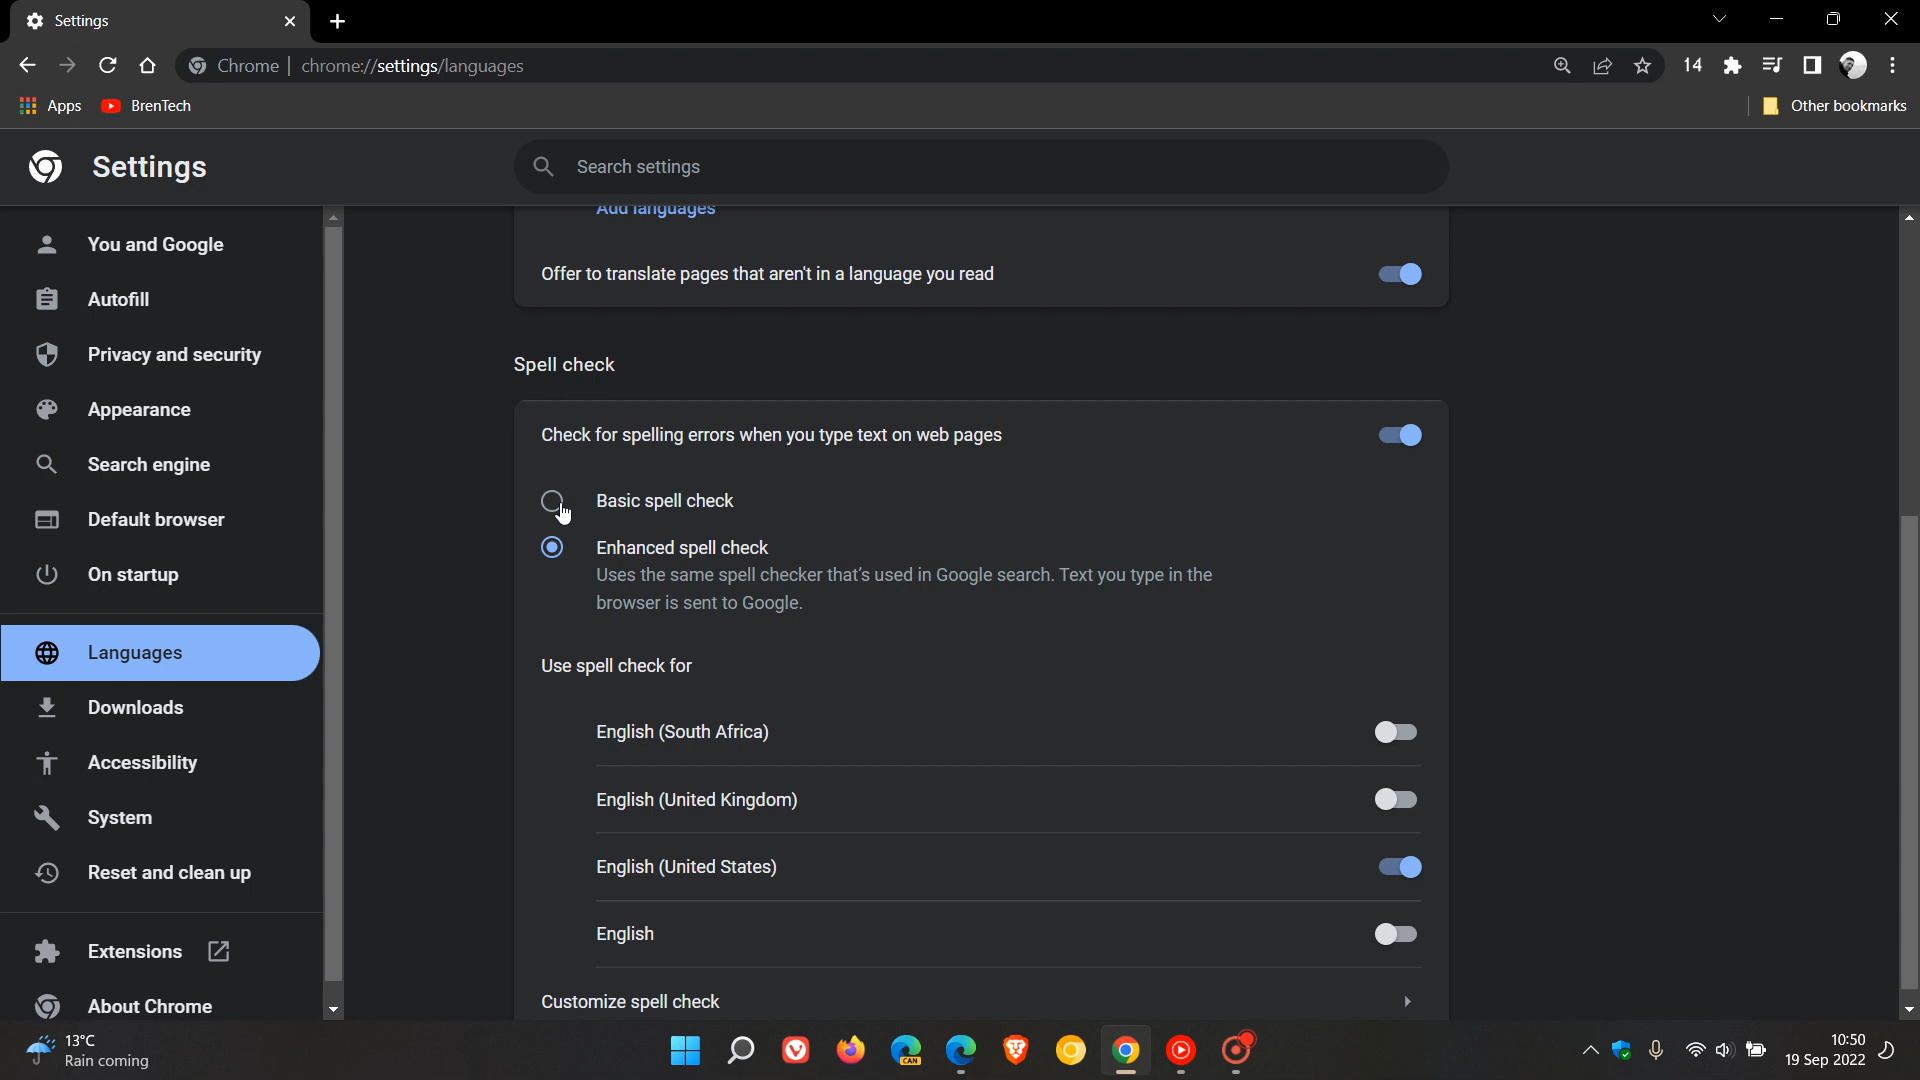 Settings
Chrome | chrome://settings/languages
14
Apps
BrenTech
Other bookmarks
Settings
Search settings
You and Google
Autofill
Privacy and security
Appearance
Search engine
Default browser
On startup
Languages
Downloads
Accessibility
System
Reset and clean up
Extensions
About Chrome
Add languages
Offer to translate pages that aren't in a language you read
Spell check
Check for spelling errors when you type text on web pages
Basic spell check
Enhanced spell check
Uses the same spell checker that's used in Google search. Text you type in the
browser is sent to Google.
Use spell check for
English (South Africa)
English (United Kingdom)
English (United States)
English
Customize spell check
13°C
Rain coming
CAN
10:50
19 Sep 2022